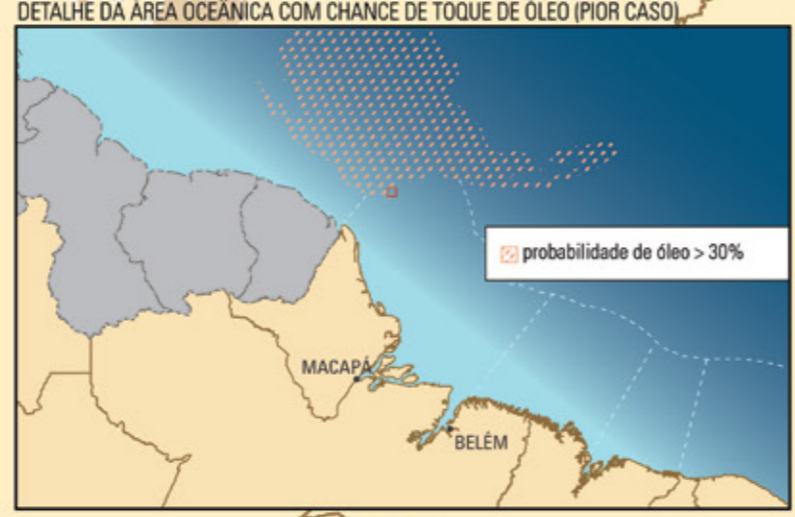 DETALHE DA ÁREA OCEÂNICA COM CHANCE DE TOQUE DE ÓLEO (PIOR CASO)
probabilidade de óleo > 30%
MACAPÁ
BELÉM